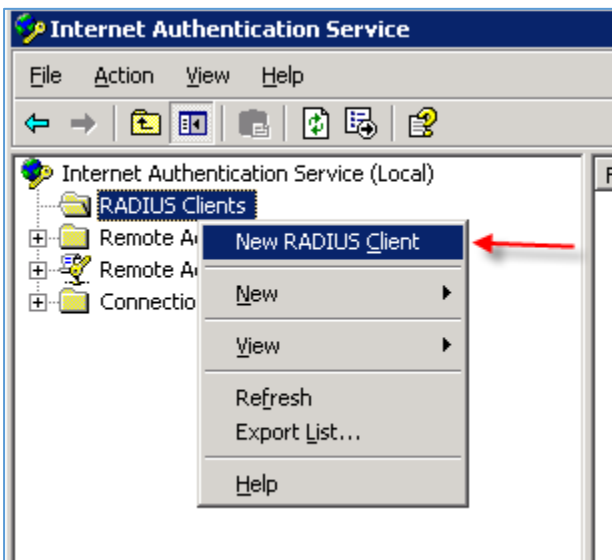 Internet Authentication Service
File Action View Help
Internet Authentication Service (Local)
RADIUS Clients
Remote
Remote
New RADIUS Client
New
View
Refresh
Export List...
Help